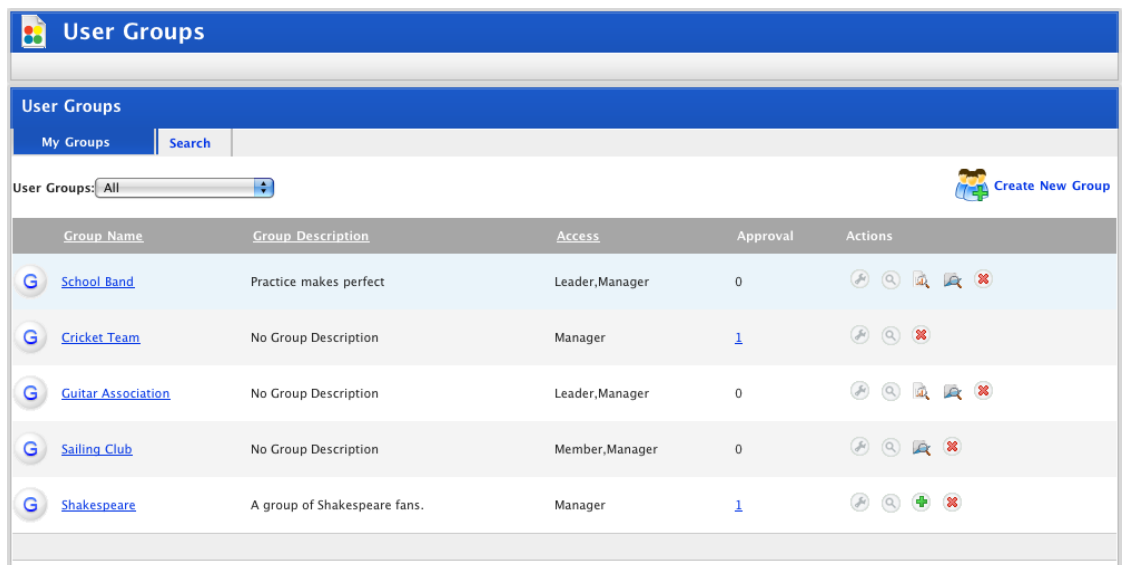 User Groups
User Groups
My Groups Search
User Groups: All Create New Group
Group Name Group Description Access Approval Actions
G School Band Practice makes perfect Leader,Manager 0
G Cricket Team No Group Description Manager 1
G Guitar Association No Group Description Leader,Manager 0
G Sailing Club No Group Description Member,Manager 0
G Shakespeare A group of Shakespeare fans. Manager 1